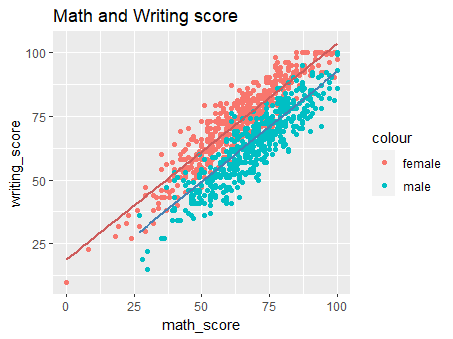 Math and Writing score
writing_score
100
75
50
25
0
25
50
75
100
math_score
colour
female
male